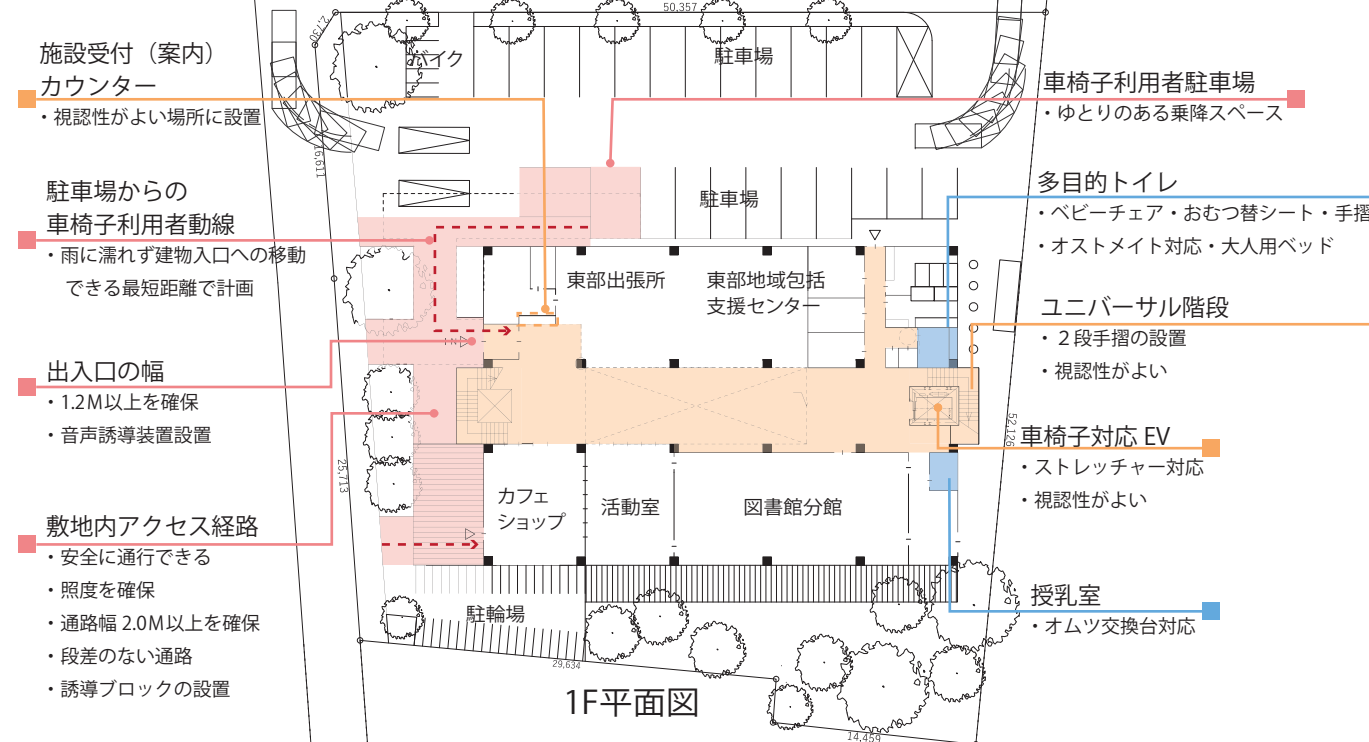 50,357
2,730
バイク
駐車場
施設受付（案内）
カウンター
・視認性がよい場所に設置
16,611
駐車場からの
車椅子利用者動線
・雨に濡れず建物入口への移動
できる最短距離で計画
出入口の幅
・1.2M以上を確保
・音声誘導装置設置
敷地内アクセス経路
・安全に通行できる
・照度を確保
・通路幅 2.0M以上を確保
・段差のない通路
・誘導ブロックの設置
25,713
駐車場
東部出張所
東部地域包括
支援センター
IN
カフェ
ショップ
活動室
図書館分館
駐輪場
29,634
1F平面図
14,459
52,126
車椅子利用者駐車場
・ゆとりのある乗降スペース
多目的トイレ
・ベビーチェア・おむつ替シート・手摺
・オストメイト対応・大人用ベッド
ユニバーサル階段
・２段手摺の設置
・視認性がよい
車椅子対応 EV
・ストレッチャー対応
・視認性がよい
授乳室
・オムツ交換台対応